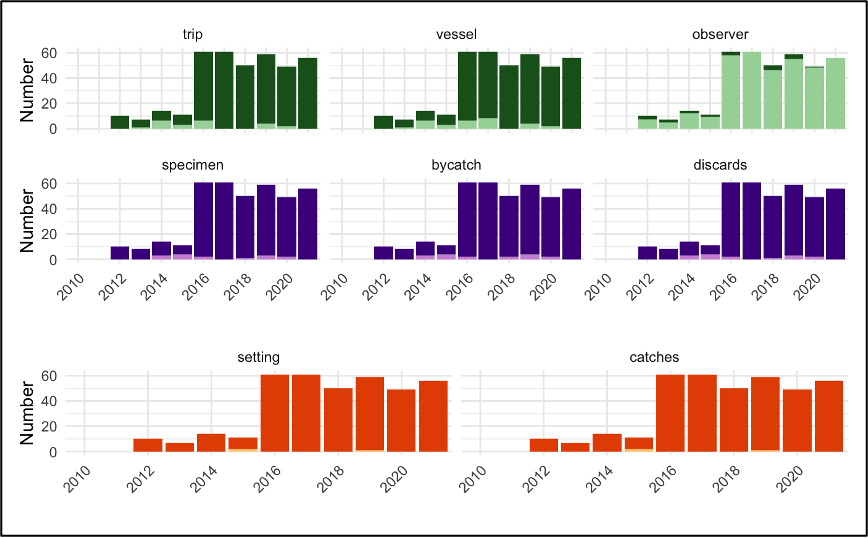 trip vessel observer
Number
60
40
20
0
specimen bycatch discards
Number
60
40
20
0
2010 2012 2014 2016 2018 2020 2010 2012 2014 2016 2018 2020 2010 2012 2014 2016 2018 2020
setting catches
Number
60
40
20
0
2010 2012 2014 2016 2018 2020 2010 2012 2014 2016 2018 2020